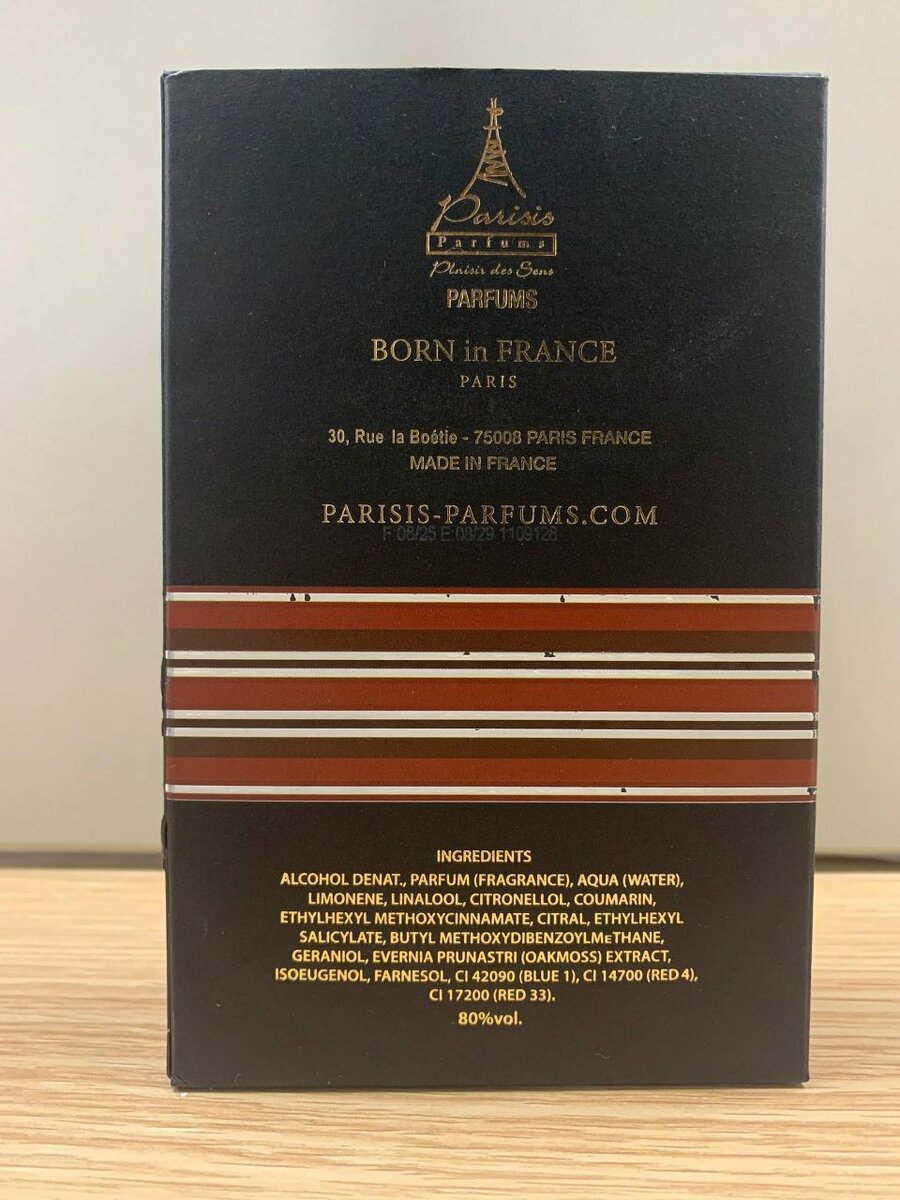 Parisis
Parfums
Plaisir des Sens
PARFUMS
BORN in FRANCE
PARIS
30, Rue la Boétie - 75008 PARIS FRANCE
MADE IN FRANCE
PARISIS-PARFUMS.COM
F:08/25 E:08/29 1109128
INGREDIENTS
ALCOHOL DENAT., PARFUM (FRAGRANCE), AQUA (WATER),
LIMONENE, LINALOOL, CITRONELLOL, COUMARIN,
ETHYLHEXYL METHOXYCINNAMATE, CITRAL, ETHYLHEXYL
SALICYLATE, BUTYL METHOXYDIBENZOYLMeTHANE,
GERANIOL, EVERNIA PRUNASTRI (OAKMOSS) EXTRACT,
ISOEUGENOL, FARNESOL, CI 42090 (BLUE 1), CI 14700 (RED 4),
CI 17200 (RED 33).
80%vol.